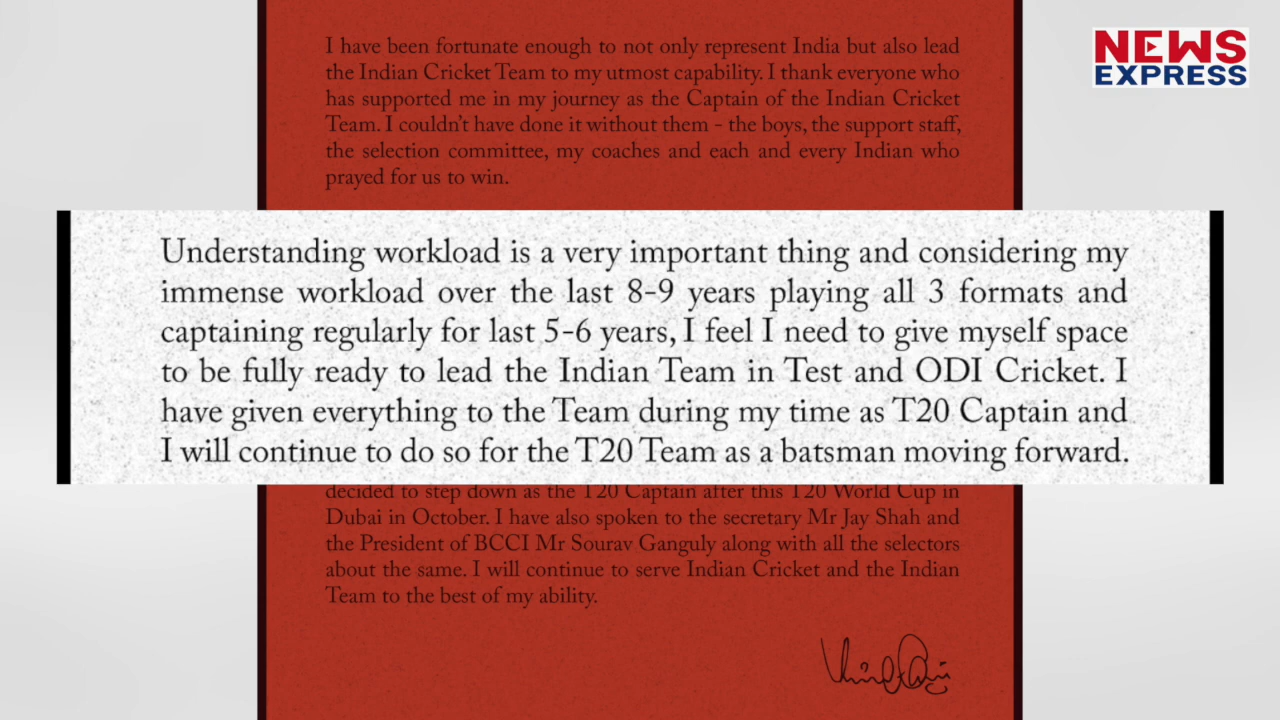 NEWS
EXPRESS
I have been fortunate enough to not only represent India but also lead
the Indian Cricket Team to my utmost capability. I thank everyone who
has supported me in my journey as the Captain of the Indian Cricket
Team. I couldn't have done it without them - the boys, the support staff,
the selection committee, my coaches and each and every Indian who
prayed for us to win.
Understanding workload is a very important thing and considering my
immense workload over the last 8-9 years playing all 3 formats and
captaining regularly for last 5-6 years, I feel I need to give myself space
to be fully ready to lead the Indian Team in Test and ODI Cricket. I
have given everything to the Team during my time as T20 Captain and
I will continue to do so for the T20 Team as a batsman moving forward.
decided to step down as the T20 Captain after this T20 World Cup in
Dubai in October. I have also spoken to the secretary Mr Jay Shah and
the President of BCCI Mr Sourav Ganguly along with all the selectors
about the same. I will continue to serve Indian Cricket and the Indian
Team to the best of my ability.